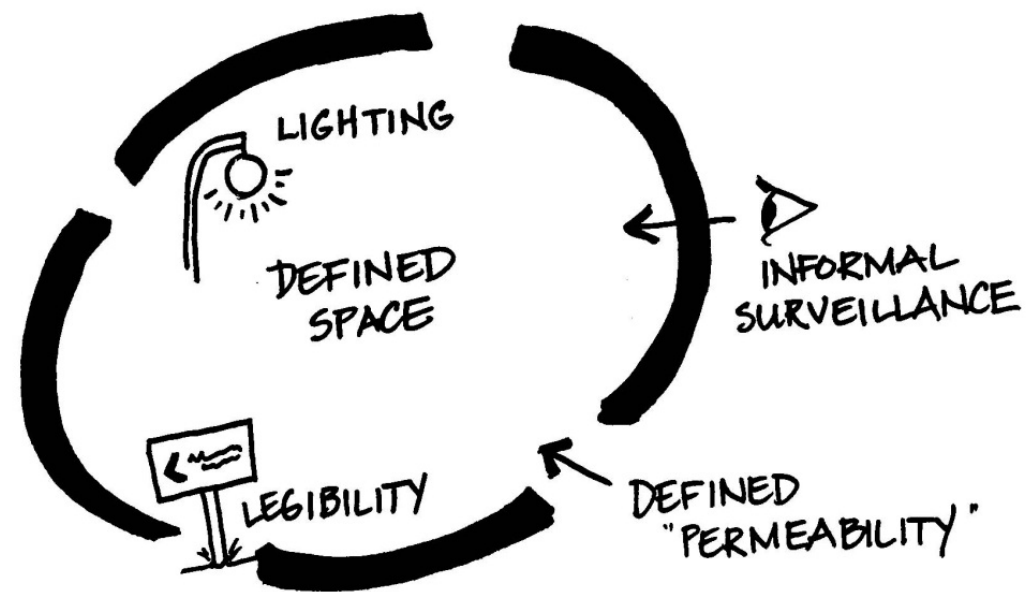 LIGHTING
DEFINED
SPACE
INFORMAL
SURVEILLANCE
LEGIBILITY
DEFINED
"PERMEABILITY"